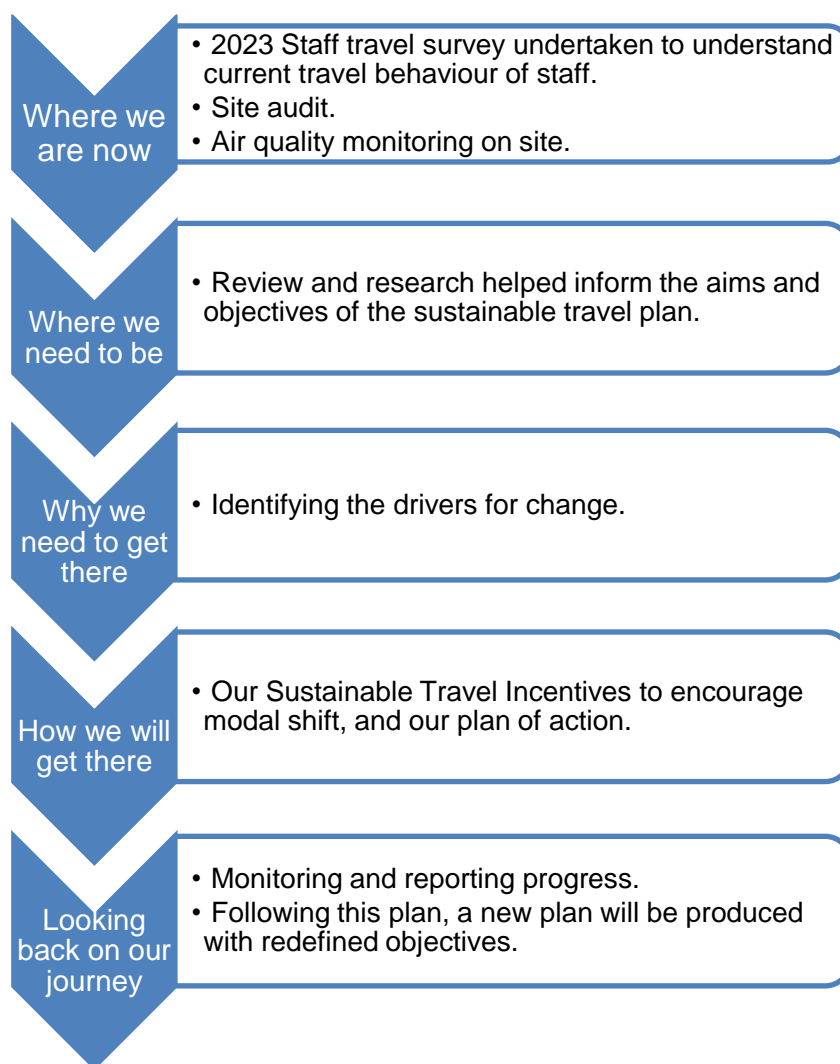 Where we
are now
• 2023 Staff travel survey undertaken to understand
current travel behaviour of staff.
• Site audit.
• Air quality monitoring on site.
Where we
need to be
• Review and research helped inform the aims and
objectives of the sustainable travel plan.
Why we
need to get
there
• Identifying the drivers for change.
How we will
get there
• Our Sustainable Travel Incentives to encourage
modal shift, and our plan of action.
Looking
back on our
journey
• Monitoring and reporting progress.
• Following this plan, a new plan will be produced
with redefined objectives.